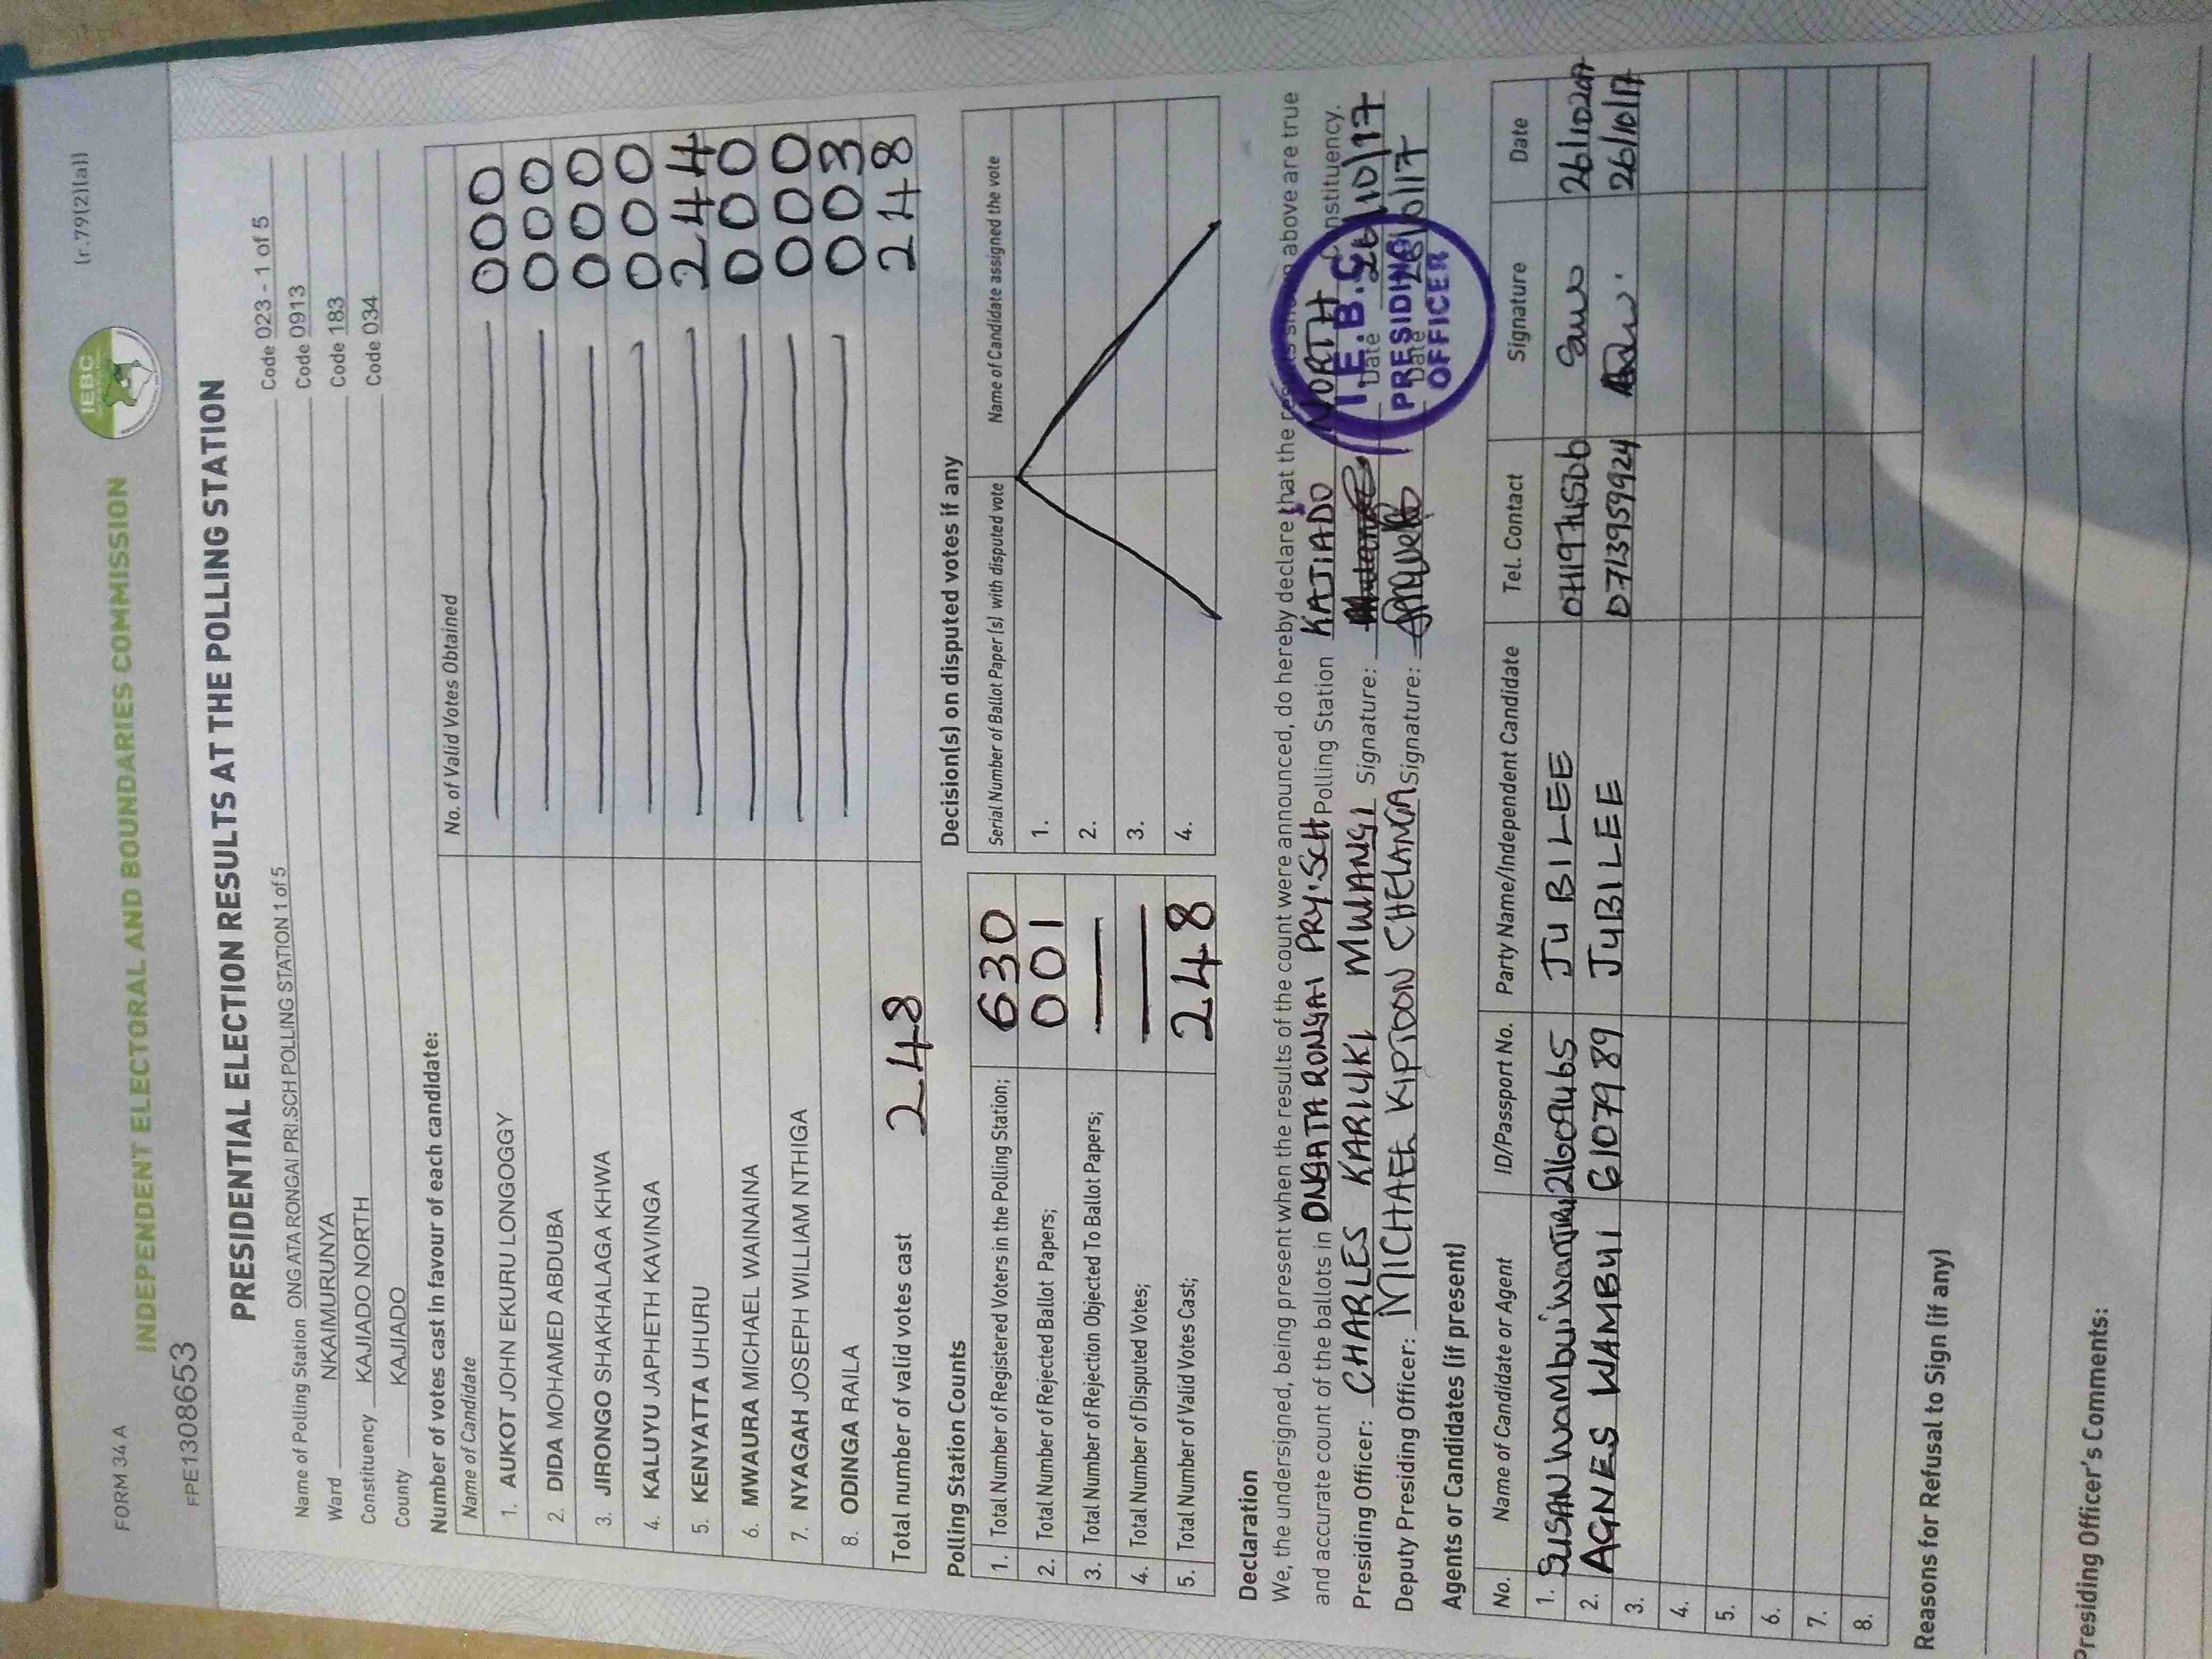 FORM 34 A
(r.79(2)(a))
IEBC
INDEPENDENT ELECTORAL AND BOUNDARIES COMMISSION
FPE1308653
PRESIDENTIAL ELECTION RESULTS AT THE POLLING STATION
Name of Polling Station ONGATA RONGAI PRI.SCH POLLING STATION 1 of 5 Code 023 - 1 of 5
Ward NKAIMURUNYA Code 0913
Constituency KAJIADO NORTH Code 183
County KAJIADO Code 034
Number of votes cast in favour of each candidate:
Name of Candidate No. of Valid Votes Obtained
1. AUKOT JOHN EKURU LONGOGGY 000
2. DIDA MOHAMED ABDUBA 000
3. JIRONGO SHAKHALAGA KHWA 000
4. KALUYU JAPHETH KAVINGA 000
5. KENYATTA UHURU 244
6. MWAURA MICHAEL WAINAINA 000
7. NYAGAH JOSEPH WILLIAM NTHIGA 000
8. ODINGA RAILA 003
Total number of valid votes cast 248 248
Polling Station Counts
1. Total Number of Registered Voters in the Polling Station; 630
2. Total Number of Rejected Ballot Papers; 001
3. Total Number of Rejection Objected To Ballot Papers; —
4. Total Number of Disputed Votes; —
5. Total Number of Valid Votes Cast; 248
Decision(s) on disputed votes if any
Serial Number of Ballot Paper(s) with disputed vote Name of Candidate assigned the vote
1.
2.
3.
4.
Declaration
We, the undersigned, being present when the results of the count were announced, do hereby declare that the results shown above are true
and accurate count of the ballots in ONGATA RONGAI PRY.SCH Polling Station KAJIADO NORTH Constituency.
Presiding Officer: CHARLES KARIUKI MWANGI Signature: Date 26/10/17
Deputy Presiding Officer: MICHAEL KIPTOON CHELANGA Signature: Date 26/10/17
I.E.B.C
PRESIDING
OFFICER
Agents or Candidates (if present)
No. Name of Candidate or Agent ID/Passport No. Party Name/Independent Candidate Tel. Contact Signature Date
1. SUSAN WAMBUI WANJIRU JUBILEE 26/10/2017
2. AGNES WAMBUI 6107989 JUBILEE 0713959924 26/10/17
3.
4.
5.
6.
7.
8.
Reasons for Refusal to Sign (if any)
Presiding Officer's Comments: